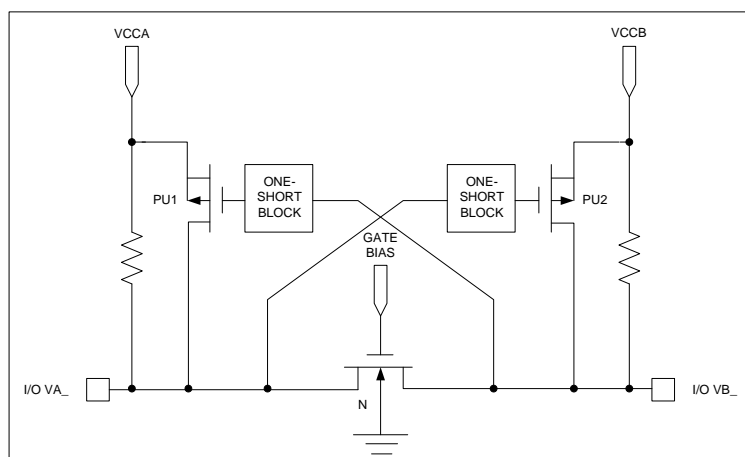 VCCA
VCCB
PU1
ONE-
SHORT
BLOCK
ONE-
SHORT
BLOCK
PU2
GATE
BIAS
I/O VA_
N
I/O VB_